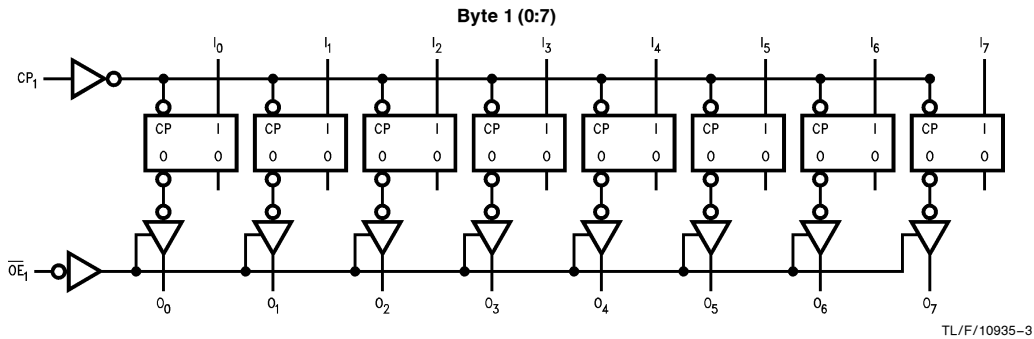 Byte 1 (0:7)
I0 I1 I2 I3 I4 I5 I6 I7
CP1
CP I CP I CP I CP I CP I CP I CP I CP I
O O O O O O O O O O O O O O O O
O̅E̅1
O0 O1 O2 O3 O4 O5 O6 O7
TL/F/10935–3